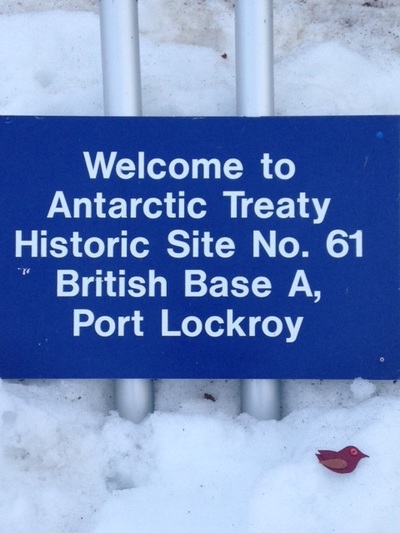 Welcome to
Antarctic Treaty
Historic Site No. 61
British Base A,
Port Lockroy